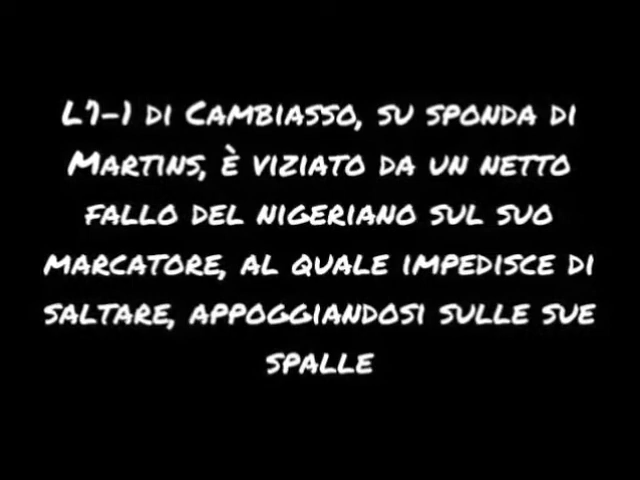 L'1-1 di Cambiasso, su sponda di
Martins, è viziato da un netto
fallo del nigeriano sul suo
marcatore, al quale impedisce di
saltare, appoggiandosi sulle sue
spalle